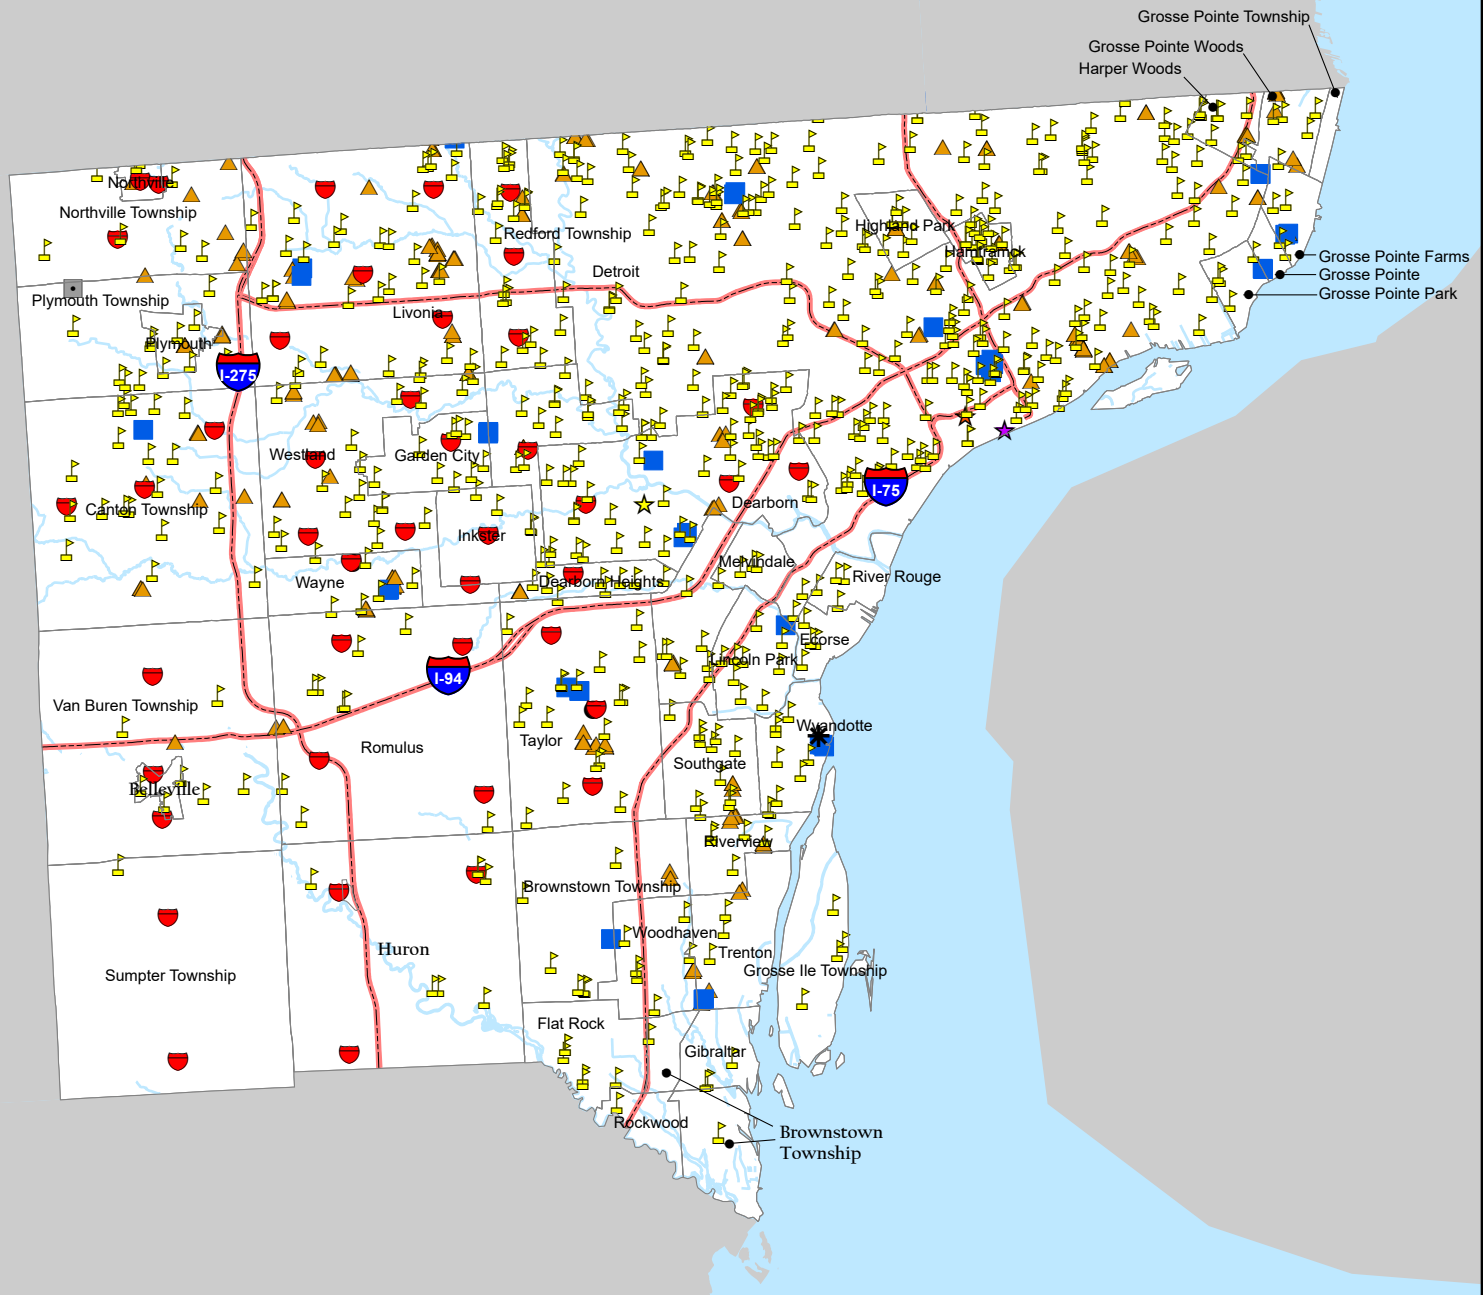 Grosse Pointe Township
Grosse Pointe Woods
Harper Woods
Northville
Northville Township
Highland Park
Redford Township
Hamtramck
Grosse Pointe Farms
Detroit
Grosse Pointe
Plymouth Township
Grosse Pointe Park
Livonia
Plymouth
I-275
Westland
Garden City
I-75
Dearborn
Canton Township
Inkster
Melvindale
River Rouge
Wayne
Dearborn Heights
Ecorse
Lincoln Park
I-94
Van Buren Township
Wyandotte
Taylor
Romulus
Southgate
Belleville
Riverview
Brownstown Township
Woodhaven
Huron
Trenton
Grosse Ile Township
Sumpter Township
Flat Rock
Gibraltar
Rockwood
Brownstown
Township